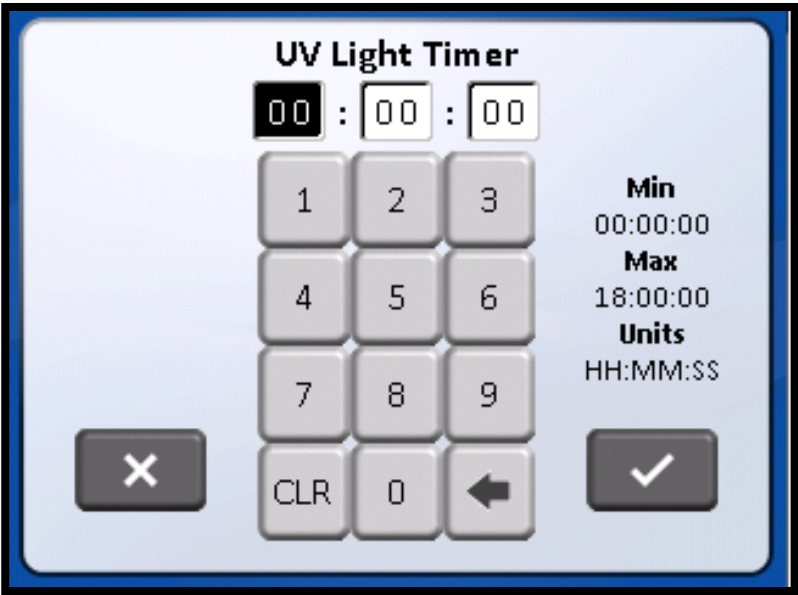 UV Light Timer
00 : 00 : 00
1 2 3
4 5 6
7 8 9
CLR 0
Min
00:00:00
Max
18:00:00
Units
HH:MM:SS